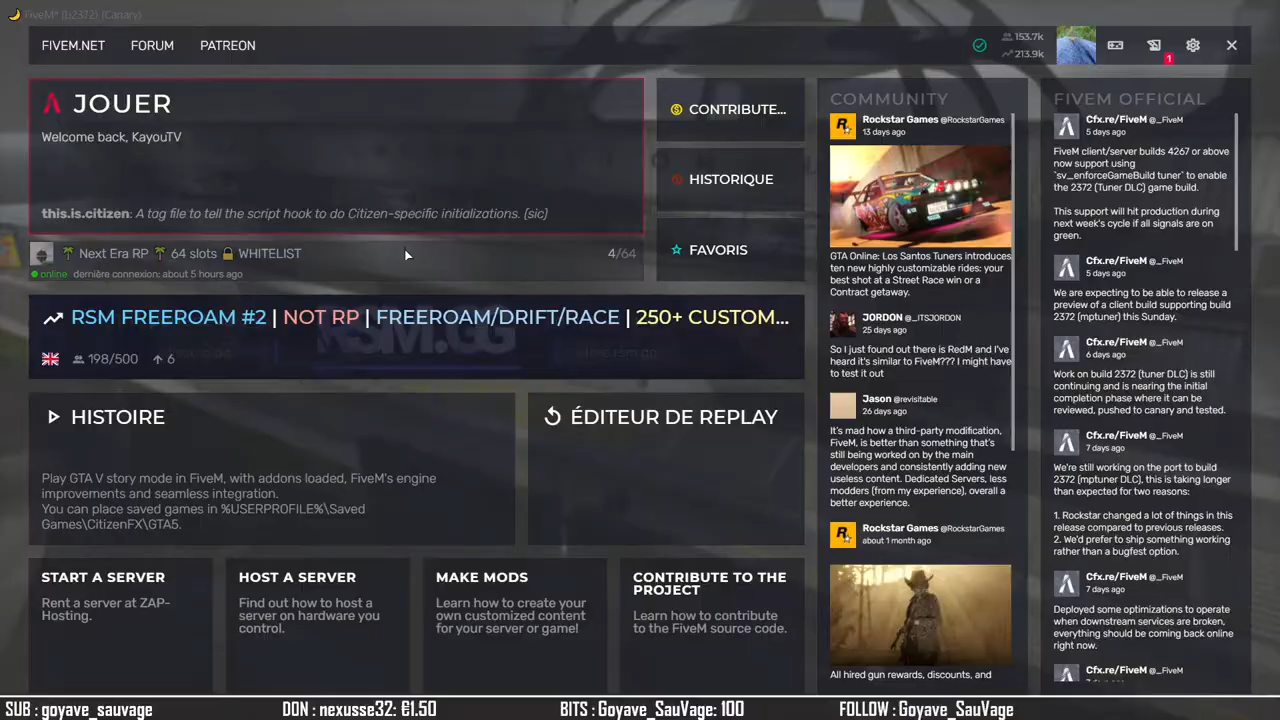 FiveM* [b2372] (Canary)
FIVEM.NET
FORUM
PATREON
153.7k
213.9k
1
JOUER
Welcome back, KayouTV
this.is.citizen: A tag file to tell the script hook to do Citizen-specific initializations. (sic)
Next Era RP 🌴 64 slots 🔒 WHITELIST
4/64
online dernière connexion: about 5 hours ago
CONTRIBUTE...
HISTORIQUE
FAVORIS
RSM FREEROAM #2 | NOT RP | FREEROAM/DRIFT/RACE | 250+ CUSTOM...
RSM.GG
198/500
6
HISTOIRE
Play GTA V story mode in FiveM, with addons loaded, FiveM's engine
improvements and seamless integration.
You can place saved games in %USERPROFILE%\Saved
Games\CitizenFX\GTA5.
ÉDITEUR DE REPLAY
START A SERVER
Rent a server at ZAP-
Hosting.
HOST A SERVER
Find out how to host a
server on hardware you
control.
MAKE MODS
Learn how to create your
own customized content
for your server or game!
CONTRIBUTE TO THE
PROJECT
Learn how to contribute
to the FiveM source code.
COMMUNITY
Rockstar Games @RockstarGames
13 days ago
GTA Online: Los Santos Tuners introduces
ten new highly customizable rides: your
best shot at a Street Race win or a
Contract getaway.
JORDON @_ITSJORDON
25 days ago
So I just found out there is RedM and I've
heard it's similar to FiveM??? I might have
to test it out
Jason @revisitable
26 days ago
It's mad how a third-party modification,
FiveM, is better than something that's
still being worked on by the main
developers and consistently adding new
useless content. Dedicated Servers, less
modders (from my experience), overall a
better experience.
Rockstar Games @RockstarGames
about 1 month ago
All hired gun rewards, discounts, and
FIVEM OFFICIAL
Cfx.re/FiveM @_FiveM
5 days ago
FiveM client/server builds 4267 or above
now support using
`sv_enforceGameBuild tuner` to enable
the 2372 (Tuner DLC) game build.
This support will hit production during
next week's cycle if all signals are on
green.
Cfx.re/FiveM @_FiveM
5 days ago
We are expecting to be able to release a
preview of a client build supporting build
2372 (mptuner) this Sunday.
Cfx.re/FiveM @_FiveM
6 days ago
Work on build 2372 (tuner DLC) is still
continuing and is nearing the initial
completion phase where it can be
reviewed, pushed to canary and tested.
Cfx.re/FiveM @_FiveM
7 days ago
We're still working on the port to build
2372 (mptuner DLC), this is taking longer
than expected for two reasons:
1. Rockstar changed a lot of things in this
release compared to previous releases.
2. We'd prefer to ship something working
rather than a bugfest option.
Cfx.re/FiveM @_FiveM
7 days ago
Deployed some optimizations to operate
when downstream services are broken,
everything should be coming back online
right now.
Cfx.re/FiveM @_FiveM
SUB : goyave_sauvage
DON : nexusse32: €1.50
BITS : Goyave_SauVage: 100
FOLLOW : Goyave_SauVage